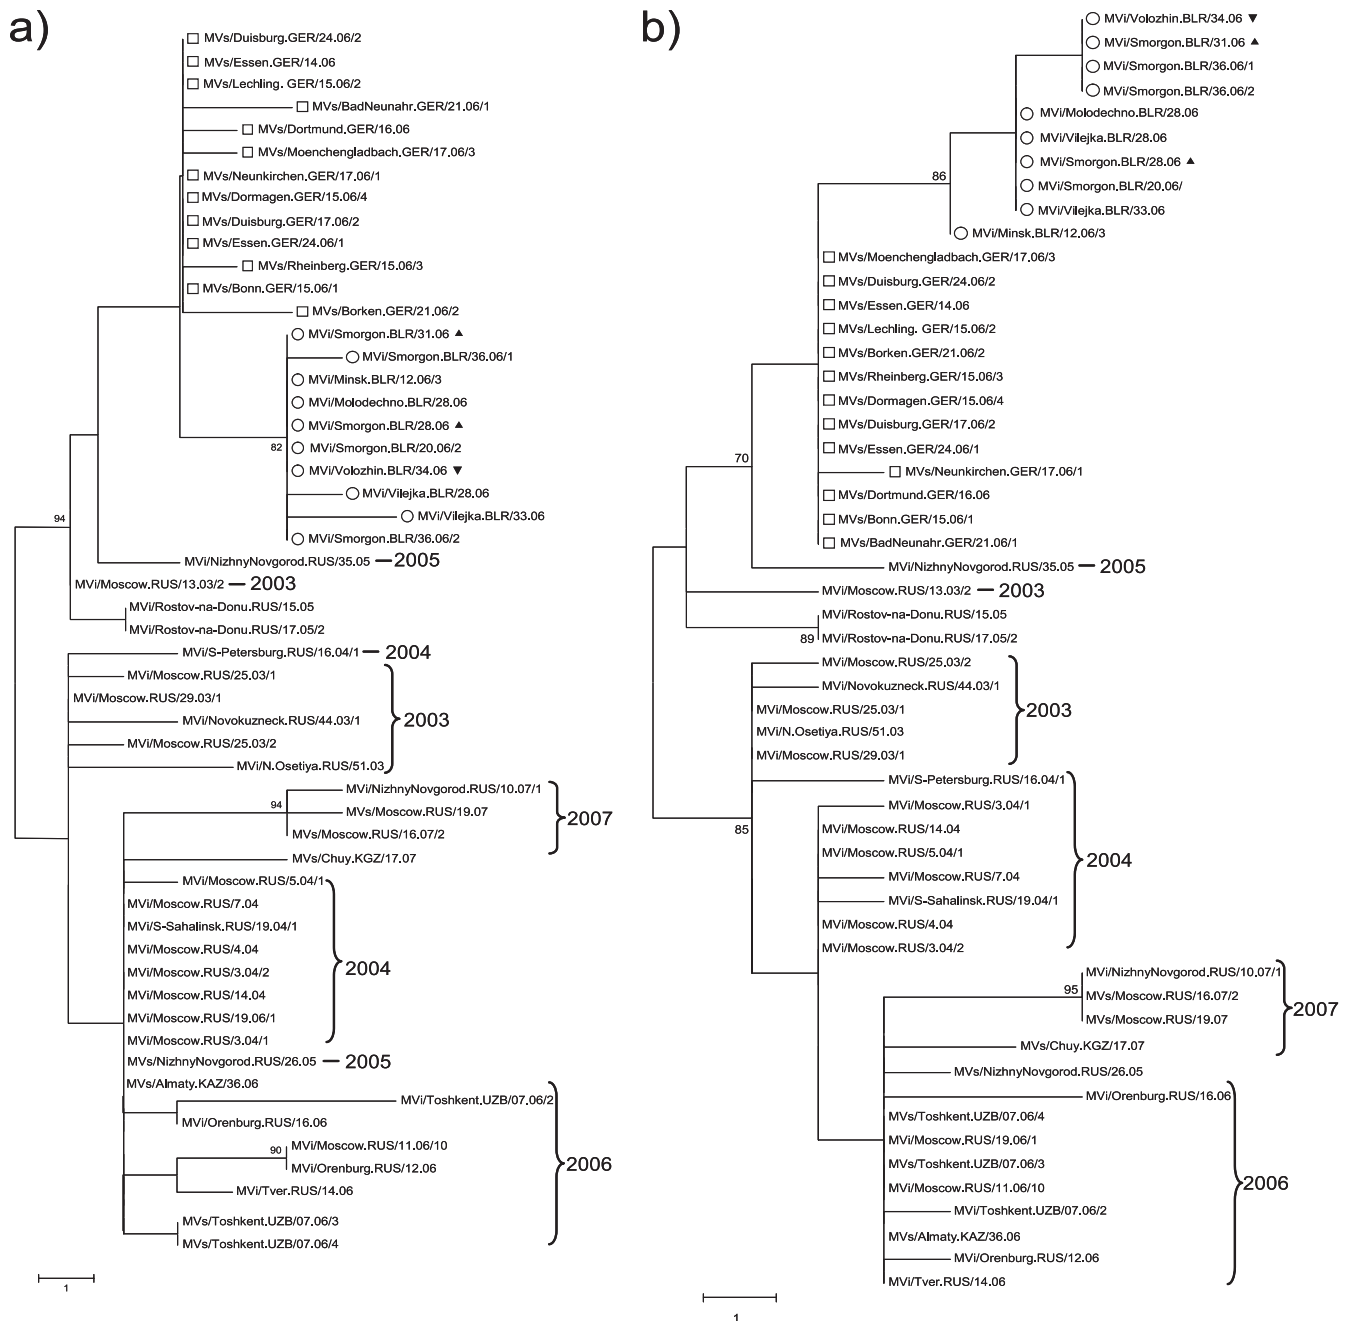 a)
MVs/Duisburg.GER/24.06/2
MVs/Essen.GER/14.06
MVs/Lechling. GER/15.06/2
MVs/BadNeunahr.GER/21.06/1
MVs/Dortmund.GER/16.06
MVs/Moenchengladbach.GER/17.06/3
MVs/Neunkirchen.GER/17.06/1
MVs/Dormagen.GER/15.06/4
MVs/Duisburg.GER/17.06/2
MVs/Essen.GER/24.06/1
MVs/Rheinberg.GER/15.06/3
MVs/Bonn.GER/15.06/1
MVs/Borken.GER/21.06/2
MVi/Smorgon.BLR/31.06
MVi/Smorgon.BLR/36.06/1
MVi/Minsk.BLR/12.06/3
MVi/Molodechno.BLR/28.06
MVi/Smorgon.BLR/28.06
82
MVi/Smorgon.BLR/20.06/2
MVi/Volozhin.BLR/34.06
MVi/Vilejka.BLR/28.06
MVi/Vilejka.BLR/33.06
94
MVi/Smorgon.BLR/36.06/2
MVi/NizhnyNovgorod.RUS/35.05
2005
MVi/Moscow.RUS/13.03/2
2003
MVi/Rostov-na-Donu.RUS/15.05
MVi/Rostov-na-Donu.RUS/17.05/2
MVi/S-Petersburg.RUS/16.04/1
2004
MVi/Moscow.RUS/25.03/1
MVi/Moscow.RUS/29.03/1
MVi/Novokuzneck.RUS/44.03/1
2003
MVi/Moscow.RUS/25.03/2
MVi/N.Osetiya.RUS/51.03
MVi/NizhnyNovgorod.RUS/10.07/1
94
MVs/Moscow.RUS/19.07
2007
MVs/Moscow.RUS/16.07/2
MVs/Chuy.KGZ/17.07
MVi/Moscow.RUS/5.04/1
MVi/Moscow.RUS/7.04
MVi/S-Sahalinsk.RUS/19.04/1
MVi/Moscow.RUS/4.04
MVi/Moscow.RUS/3.04/2
2004
MVi/Moscow.RUS/14.04
MVi/Moscow.RUS/19.06/1
MVi/Moscow.RUS/3.04/1
MVs/NizhnyNovgorod.RUS/26.05
2005
MVs/Almaty.KAZ/36.06
MVi/Toshkent.UZB/07.06/2
MVi/Orenburg.RUS/16.06
MVi/Moscow.RUS/11.06/10
90
MVi/Orenburg.RUS/12.06
2006
MVi/Tver.RUS/14.06
MVs/Toshkent.UZB/07.06/3
MVs/Toshkent.UZB/07.06/4
1
b)
MVi/Volozhin.BLR/34.06
MVi/Smorgon.BLR/31.06
MVi/Smorgon.BLR/36.06/1
MVi/Smorgon.BLR/36.06/2
MVi/Molodechno.BLR/28.06
MVi/Vilejka.BLR/28.06
MVi/Smorgon.BLR/28.06
86
MVi/Smorgon.BLR/20.06/
MVi/Vilejka.BLR/33.06
MVi/Minsk.BLR/12.06/3
MVs/Moenchengladbach.GER/17.06/3
MVs/Duisburg.GER/24.06/2
MVs/Essen.GER/14.06
MVs/Lechling. GER/15.06/2
MVs/Borken.GER/21.06/2
MVs/Rheinberg.GER/15.06/3
MVs/Dormagen.GER/15.06/4
MVs/Duisburg.GER/17.06/2
MVs/Essen.GER/24.06/1
70
MVs/Neunkirchen.GER/17.06/1
MVs/Dortmund.GER/16.06
MVs/Bonn.GER/15.06/1
MVs/BadNeunahr.GER/21.06/1
MVi/NizhnyNovgorod.RUS/35.05
2005
MVi/Moscow.RUS/13.03/2
2003
MVi/Rostov-na-Donu.RUS/15.05
89
MVi/Rostov-na-Donu.RUS/17.05/2
MVi/Moscow.RUS/25.03/2
MVi/Novokuzneck.RUS/44.03/1
MVi/Moscow.RUS/25.03/1
2003
MVi/N.Osetiya.RUS/51.03
MVi/Moscow.RUS/29.03/1
MVi/S-Petersburg.RUS/16.04/1
MVi/Moscow.RUS/3.04/1
85
MVi/Moscow.RUS/14.04
MVi/Moscow.RUS/5.04/1
2004
MVi/Moscow.RUS/7.04
MVi/S-Sahalinsk.RUS/19.04/1
MVi/Moscow.RUS/4.04
MVi/Moscow.RUS/3.04/2
MVi/NizhnyNovgorod.RUS/10.07/1
95
MVs/Moscow.RUS/16.07/2
2007
MVs/Moscow.RUS/19.07
MVs/Chuy.KGZ/17.07
MVs/NizhnyNovgorod.RUS/26.05
MVi/Orenburg.RUS/16.06
MVs/Toshkent.UZB/07.06/4
MVi/Moscow.RUS/19.06/1
MVs/Toshkent.UZB/07.06/3
2006
MVi/Moscow.RUS/11.06/10
MVi/Toshkent.UZB/07.06/2
MVs/Almaty.KAZ/36.06
MVi/Orenburg.RUS/12.06
MVi/Tver.RUS/14.06
1